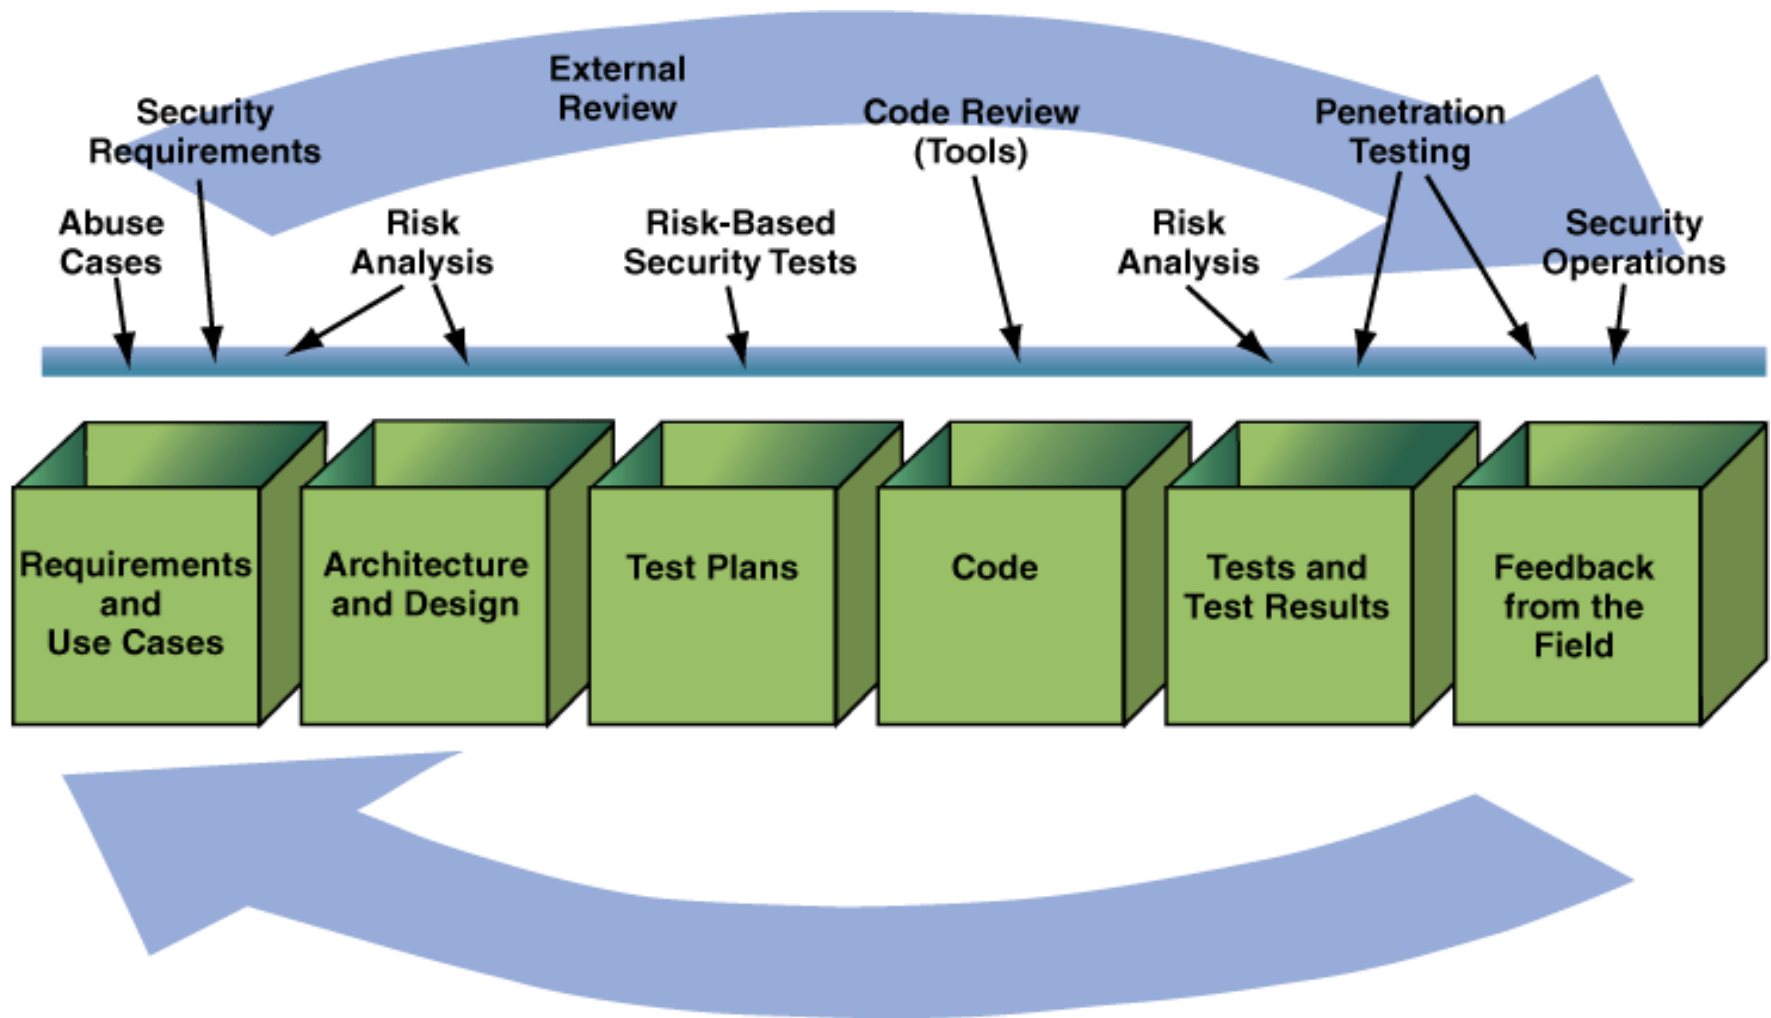 External
Review
Security
Requirements
Code Review
(Tools)
Penetration
Testing
Abuse
Cases
Risk
Analysis
Risk-Based
Security Tests
Risk
Analysis
Security
Operations
Requirements
and
Use Cases
Architecture
and Design
Test Plans
Code
Tests and
Test Results
Feedback
from the
Field